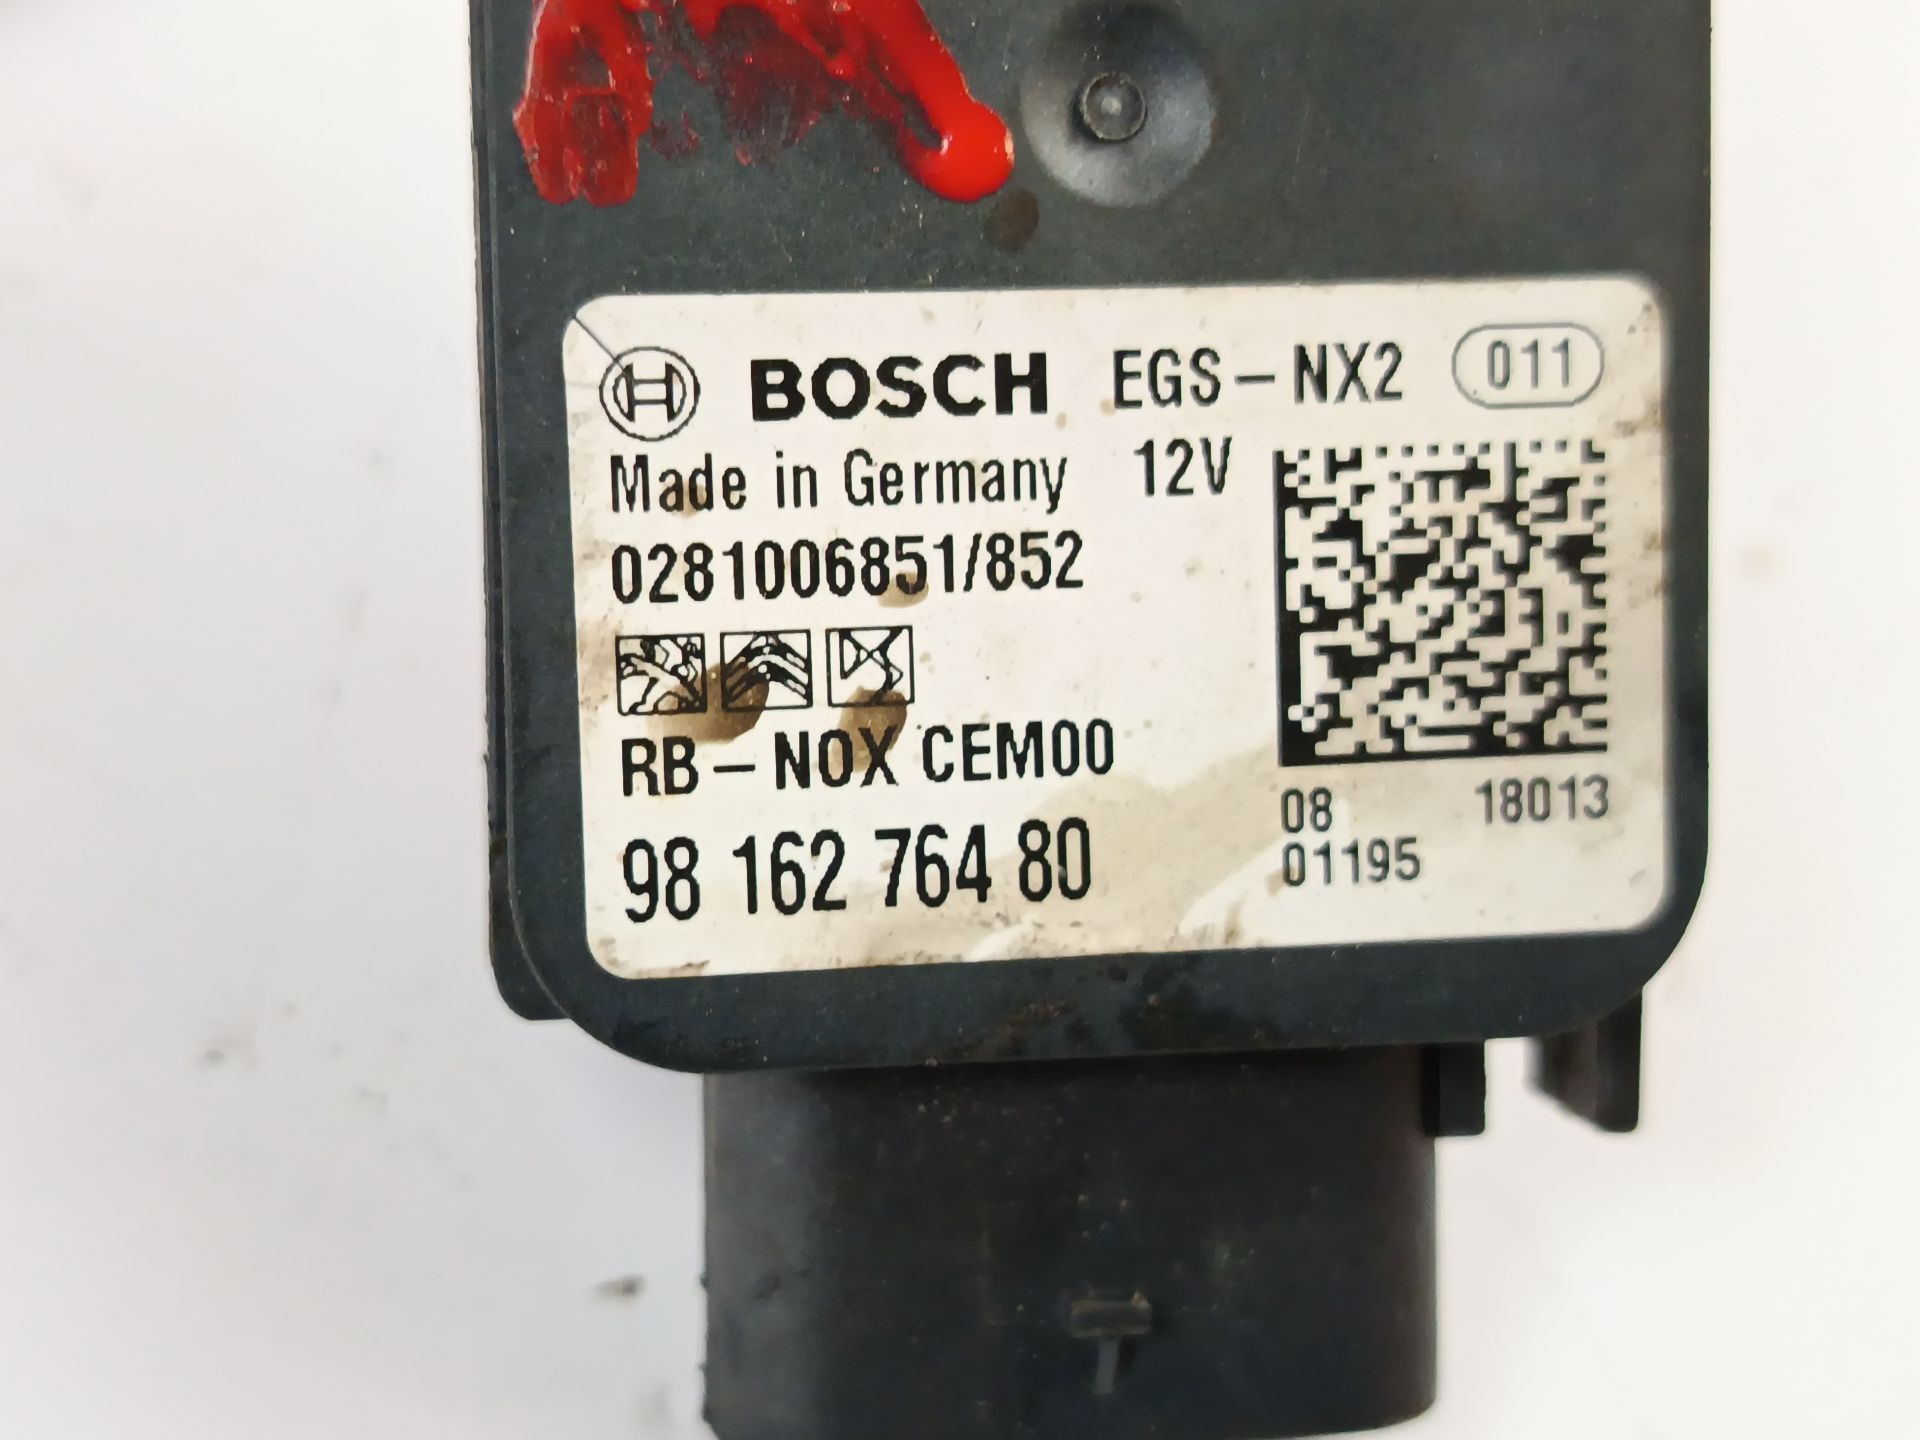 BOSCH EGS-NX2 011
Made in Germany 12V
0281006851/852
RB-NOX CEM00
98 162 764 80
08 18013
01195